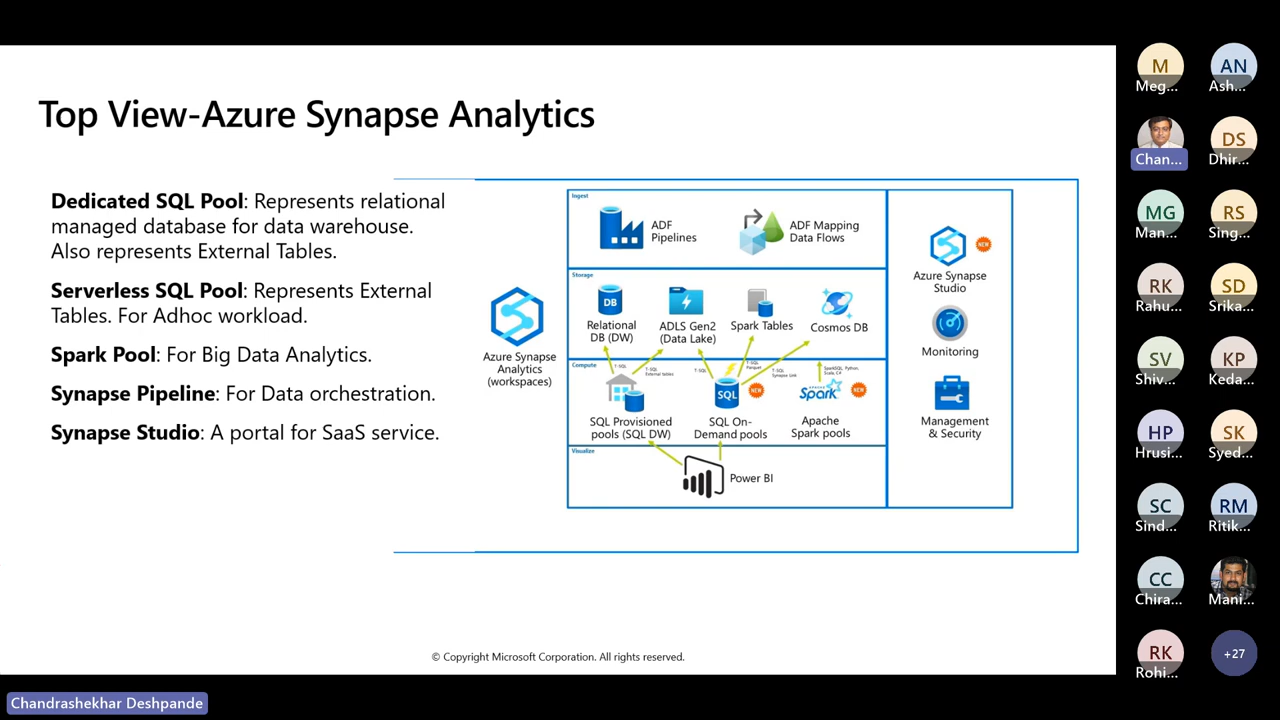 Top View-Azure Synapse Analytics
Dedicated SQL Pool: Represents relational
managed database for data warehouse.
Also represents External Tables.
Serverless SQL Pool: Represents External
Tables. For Adhoc workload.
Spark Pool: For Big Data Analytics.
Synapse Pipeline: For Data orchestration.
Synapse Studio: A portal for SaaS service.
Azure Synapse
Analytics
(workspaces)
Ingest
ADF
Pipelines
ADF Mapping
Data Flows
Storage
DB
Relational
DB (DW)
ADLS Gen2
(Data Lake)
Spark Tables
Cosmos DB
Compute
T-SQL
T-SQL
External tables
T-SQL
T-SQL
Parquet
T-SQL
Synapse Link
SparkSQL, Python,
Scala, C#
SQL Provisioned
pools (SQL DW)
SQL
NEW
SQL On-
Demand pools
APACHE
Spark
NEW
Apache
Spark pools
Visualize
Power BI
NEW
Azure Synapse
Studio
Monitoring
Management
& Security
© Copyright Microsoft Corporation. All rights reserved.
Chandrashekhar Deshpande
M
Meg...
AN
Ash...
Chan...
DS
Dhir...
MG
Man...
RS
Sing...
RK
Rahu...
SD
Srika...
SV
Shiv...
KP
Keda...
HP
Hrusi...
SK
Syed...
SC
Sind...
RM
Ritik...
CC
Chira...
Mani...
RK
Rohi...
+27